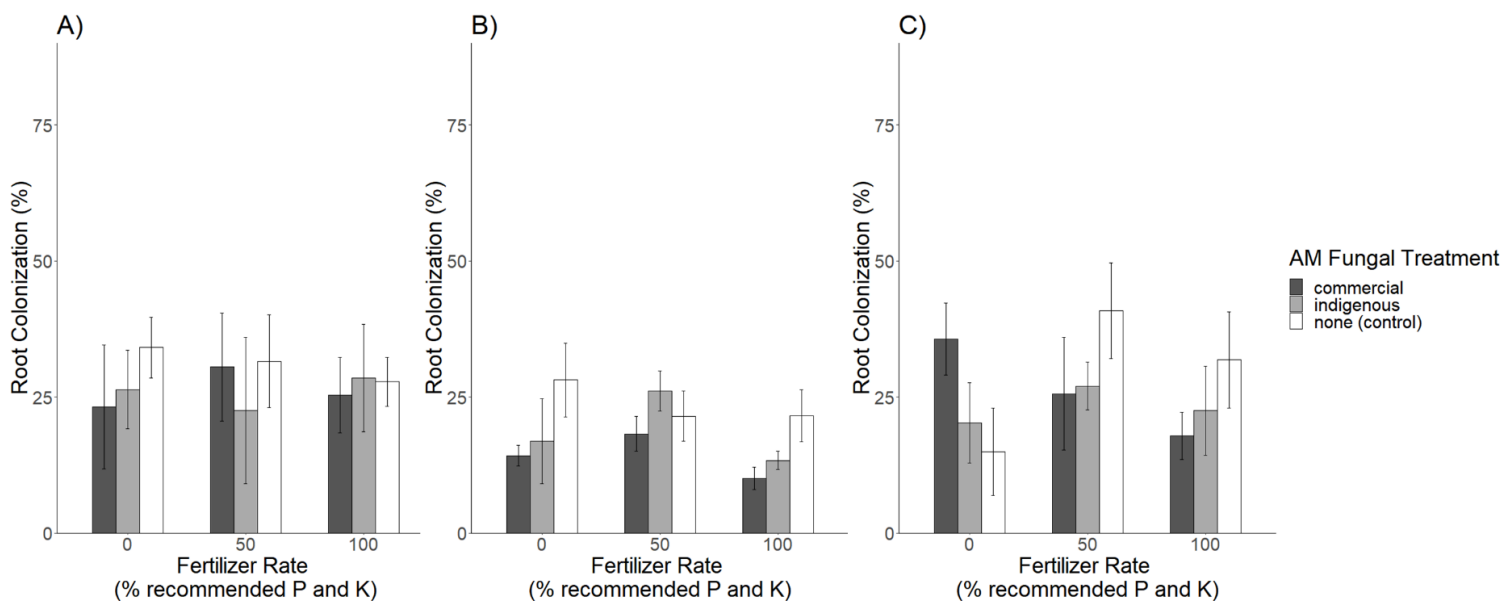 A)
Root Colonization (%)
75
50
25
0
0 50 100
Fertilizer Rate
(% recommended P and K)
B)
Root Colonization (%)
75
50
25
0
0 50 100
Fertilizer Rate
(% recommended P and K)
C)
Root Colonization (%)
75
50
25
0
0 50 100
Fertilizer Rate
(% recommended P and K)
AM Fungal Treatment
commercial
indigenous
none (control)